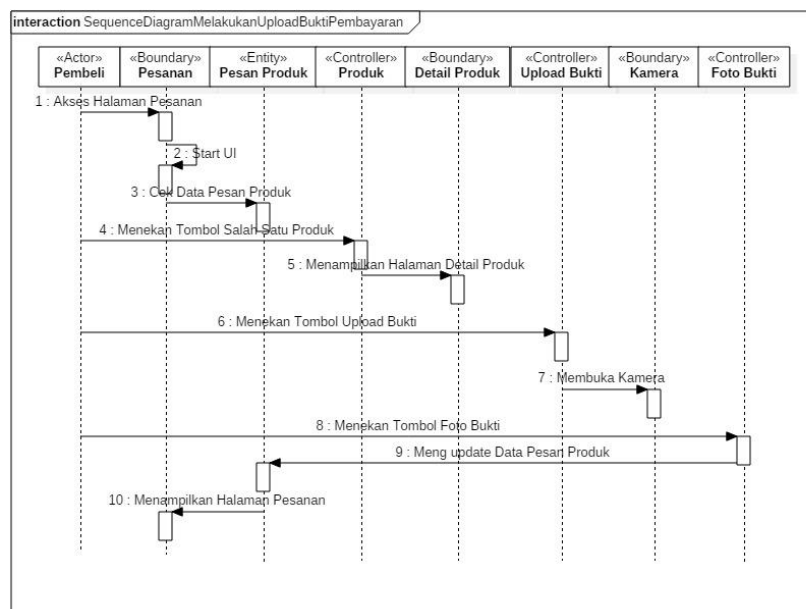 interaction SequenceDiagramMelakukanUploadBuktiPembayaran
«Actor» «Boundary» «Entity» «Controller» «Boundary» «Controller» «Boundary» «Controller»
Pembeli Pesanan Pesan Produk Produk Detail Produk Upload Bukti Kamera Foto Bukti
1 : Akses Halaman Pesanan
2 : Start UI
3 : Cek Data Pesan Produk
4 : Menekan Tombol Salah Satu Produk
5 : Menampilkan Halaman Detail Produk
6 : Menekan Tombol Upload Bukti
7 : Membuka Kamera
8 : Menekan Tombol Foto Bukti
9 : Meng update Data Pesan Produk
10 : Menampilkan Halaman Pesanan